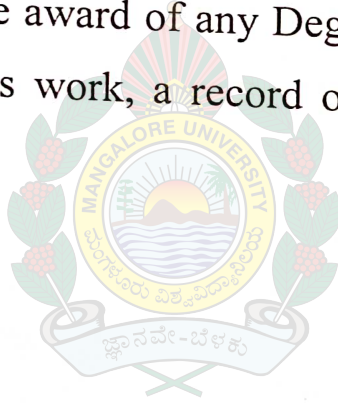 e award of any Deg
s work, a record o
MANGALORE UNIVERSITY
ಮಂಗಳೂರು ವಿಶ್ವವಿದ್ಯಾನಿಲಯ
ಜ್ಞಾನವೇ-ಬೆಳಕು